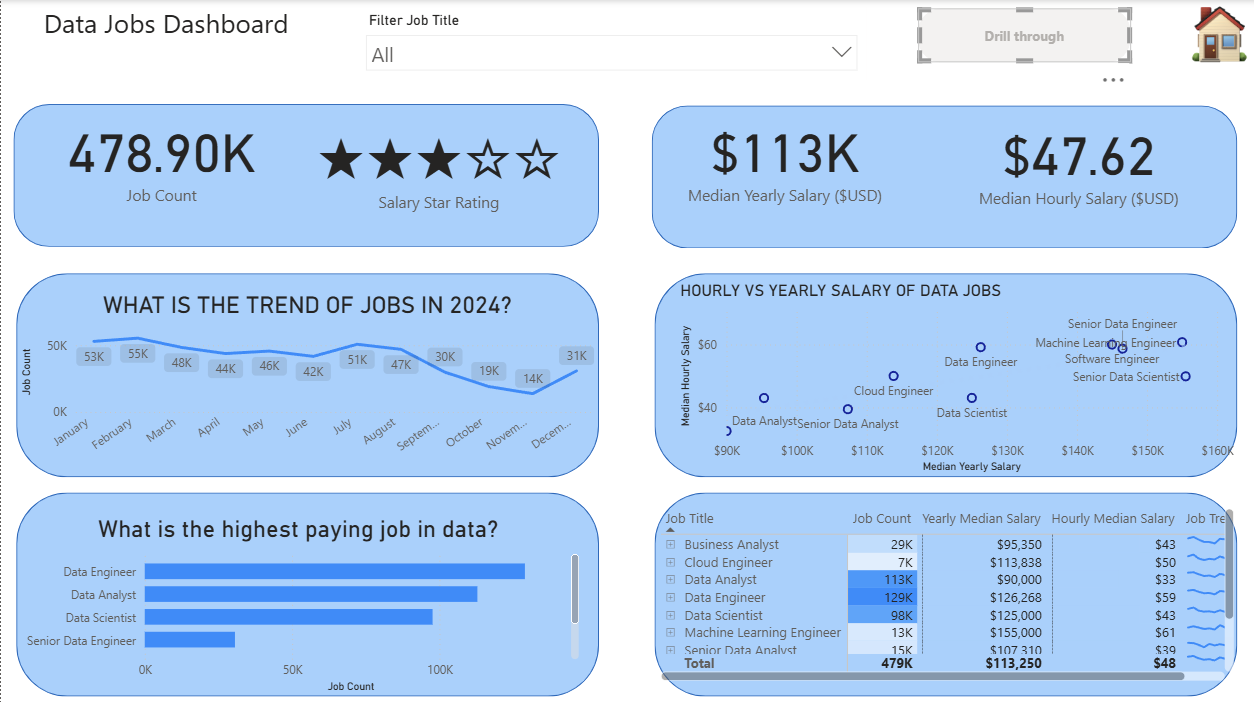 Data Jobs Dashboard
Filter Job Title
All
Drill through
478.90K
Job Count
Salary Star Rating
$113K
Median Yearly Salary ($USD)
$47.62
Median Hourly Salary ($USD)
WHAT IS THE TREND OF JOBS IN 2024?
Job Count
50K
0K
53K
55K
48K
44K
46K
42K
51K
47K
30K
19K
14K
31K
January
February
March
April
May
June
July
August
Septem...
October
Novem...
Decem...
HOURLY VS YEARLY SALARY OF DATA JOBS
Median Hourly Salary
$60
$40
Senior Data Engineer
Machine Learning Engineer
Software Engineer
Data Engineer
Senior Data Scientist
Cloud Engineer
Data Scientist
Data Analyst
Senior Data Analyst
$90K
$100K
$110K
$120K
$130K
$140K
$150K
$160K
Median Yearly Salary
What is the highest paying job in data?
Data Engineer
Data Analyst
Data Scientist
Senior Data Engineer
0K
50K
100K
Job Count
Job Title Job Count Yearly Median Salary Hourly Median Salary Job Tre
Business Analyst 29K $95,350 $43
Cloud Engineer 7K $113,838 $50
Data Analyst 113K $90,000 $33
Data Engineer 129K $126,268 $59
Data Scientist 98K $125,000 $43
Machine Learning Engineer 13K $155,000 $61
Senior Data Analyst 15K $107,310 $39
Total 479K $113,250 $48